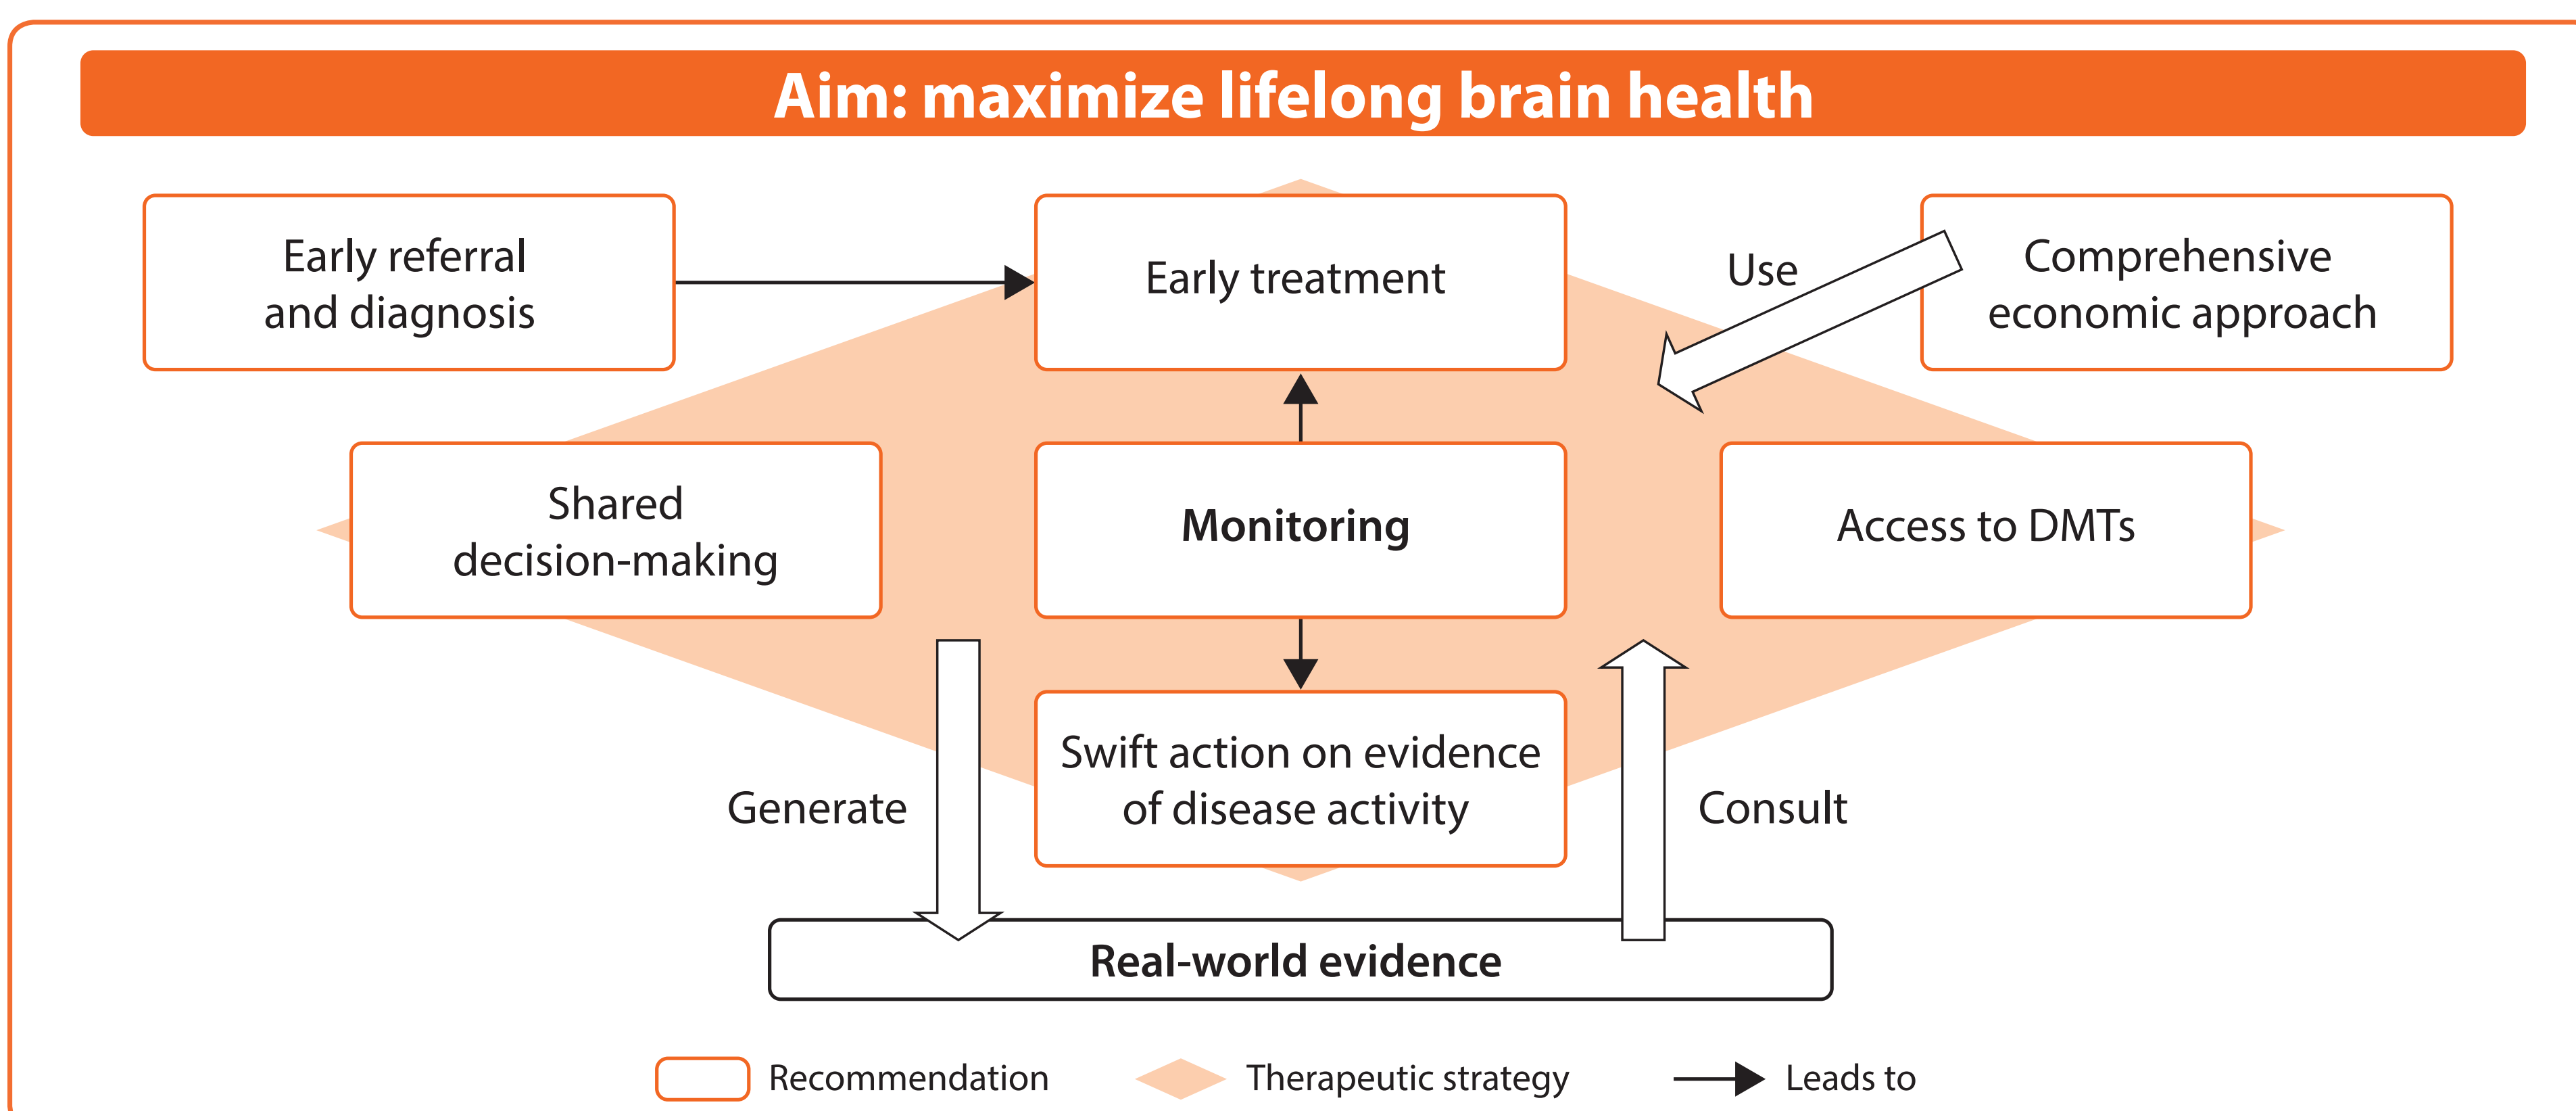 Aim: maximize lifelong brain health
Early referral
and diagnosis
Early treatment
Use
Comprehensive
economic approach
Shared
decision-making
Monitoring
Access to DMTs
Swift action on evidence
of disease activity
Generate
Consult
Real-world evidence
Recommendation
Therapeutic strategy
Leads to